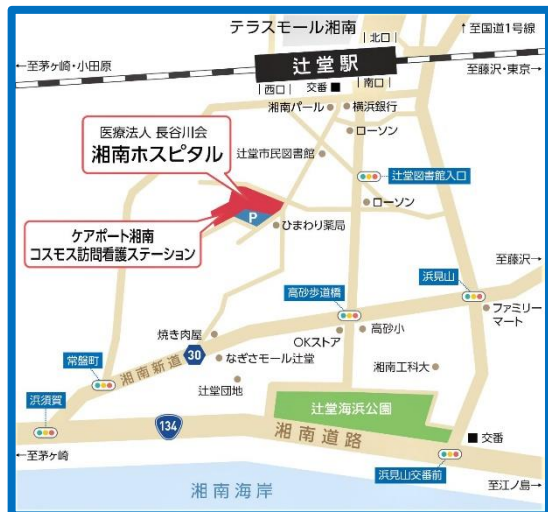 テラスモール湘南
↑至国道1号線
北口
←至茅ヶ崎・小田原
辻堂駅
至藤沢・東京→
西口
交番
南口
湘南パール
横浜銀行
ローソン
医療法人 長谷川会
湘南ホスピタル
辻堂市民図書館
辻堂図書館入口
ローソン
P
ひまわり薬局
ケアポート湘南
コスモス訪問看護ステーション
至藤沢→
浜見山
高砂歩道橋
ファミリー
マート
焼き肉屋
OKストア
高砂小
30
なぎさモール辻堂
湘南新道
常盤町
湘南工科大
辻堂団地
浜須賀
辻堂海浜公園
134
湘南道路
交番
←至茅ヶ崎
浜見山交番前
湘南海岸
至江ノ島→